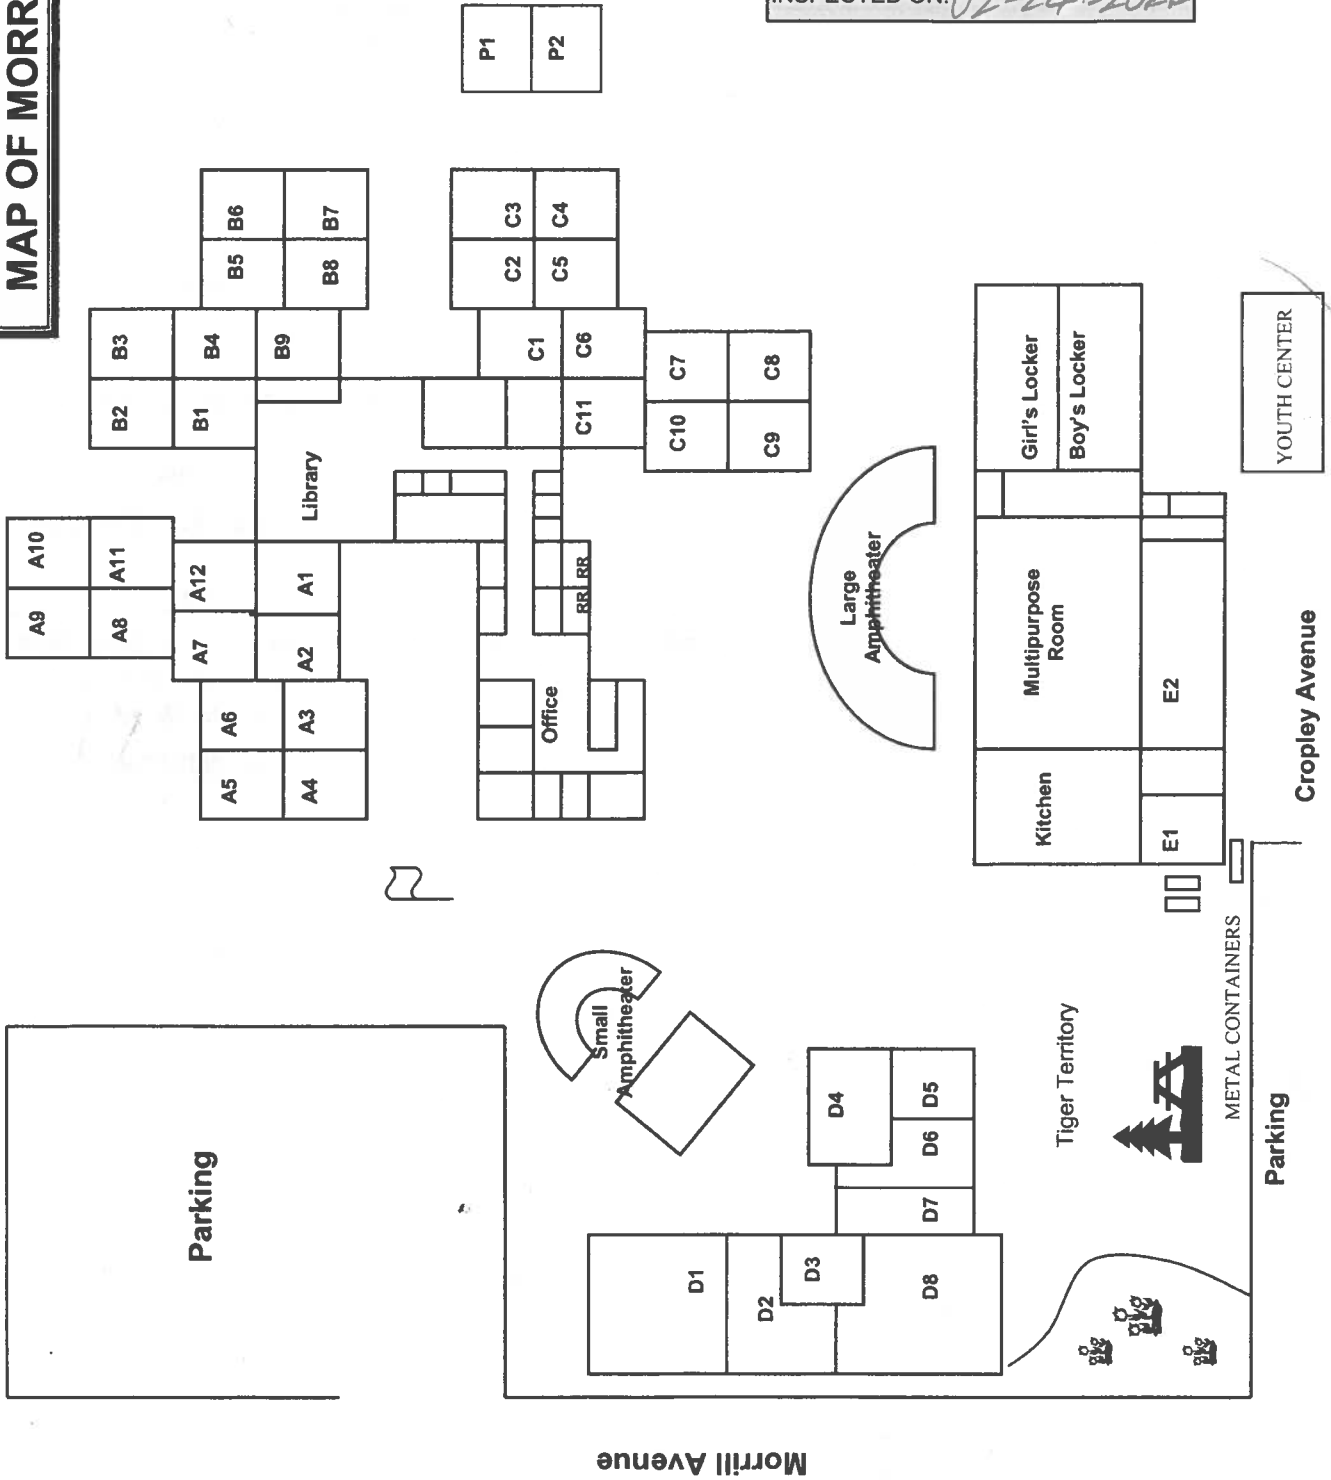 MAP OF MORR
INSPECTED ON: 02-24-2022
P1
P2
B6
B7
B5
B8
B3
B4
B9
B2
B1
C3
C4
C2
C5
C1
C6
C7
C8
C11
C10
C9
Library
A10
A11
A12
A1
A9
A8
A7
A2
A6
A3
A5
A4
RR
RR
Office
Large
Amphitheater
Girl's Locker
Boy's Locker
YOUTH CENTER
Multipurpose
Room
E2
Kitchen
E1
Cropley Avenue
Small
Amphitheater
METAL CONTAINERS
Tiger Territory
Parking
Parking
D4
D5
D6
D7
D1
D2
D3
D8
Morrill Avenue